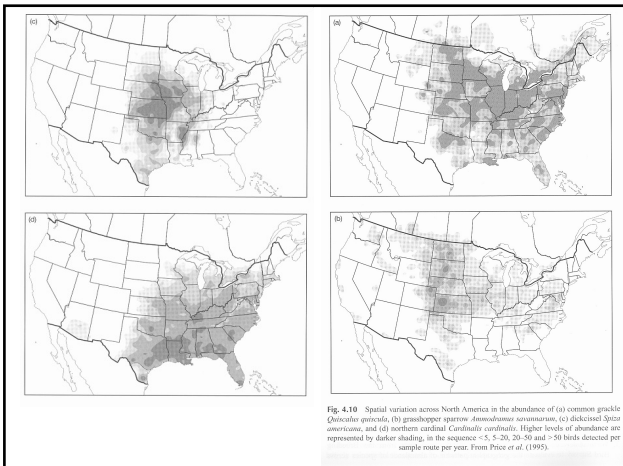 (c)
(a)
(d)
(b)
Fig. 4.10 Spatial variation across North America in the abundance of (a) common grackle
Quiscalus quiscula, (b) grasshopper sparrow Ammodramus savannarum, (c) dickcissel Spiza
americana, and (d) northern cardinal Cardinalis cardinalis. Higher levels of abundance are
represented by darker shading, in the sequence <5, 5–20, 20–50 and >50 birds detected per
sample route per year. From Price et al. (1995).